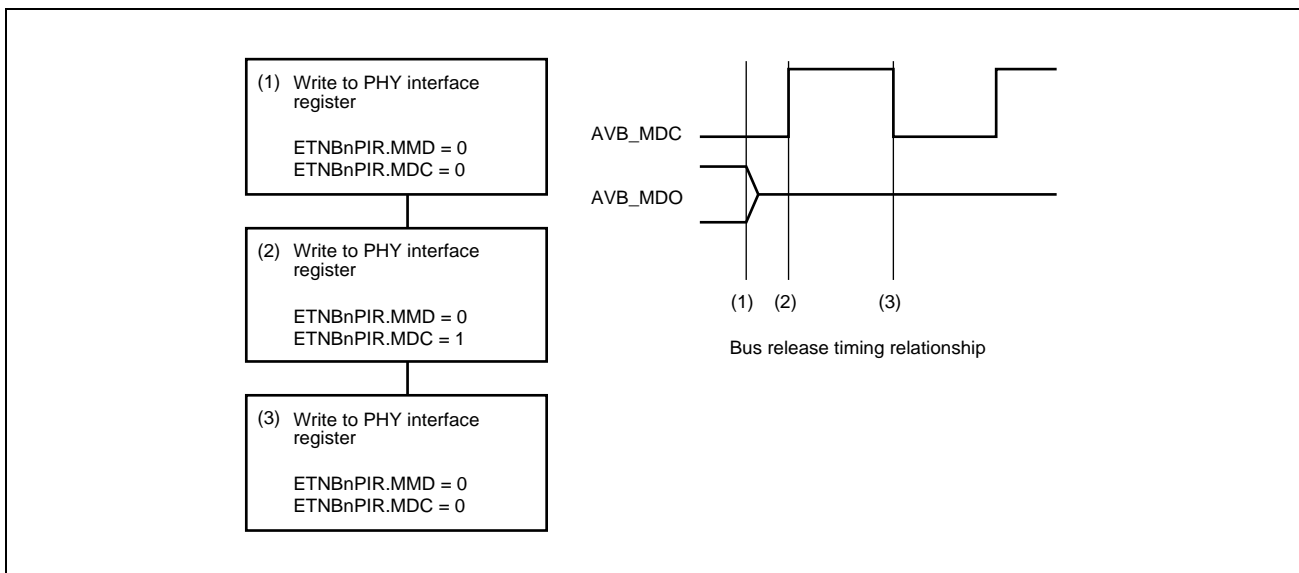 (1) Write to PHY interface
register
ETNBnPIR.MMD = 0
ETNBnPIR.MDC = 0
(2) Write to PHY interface
register
ETNBnPIR.MMD = 0
ETNBnPIR.MDC = 1
(3) Write to PHY interface
register
ETNBnPIR.MMD = 0
ETNBnPIR.MDC = 0
AVB_MDC
AVB_MDO
(1) (2) (3)
Bus release timing relationship